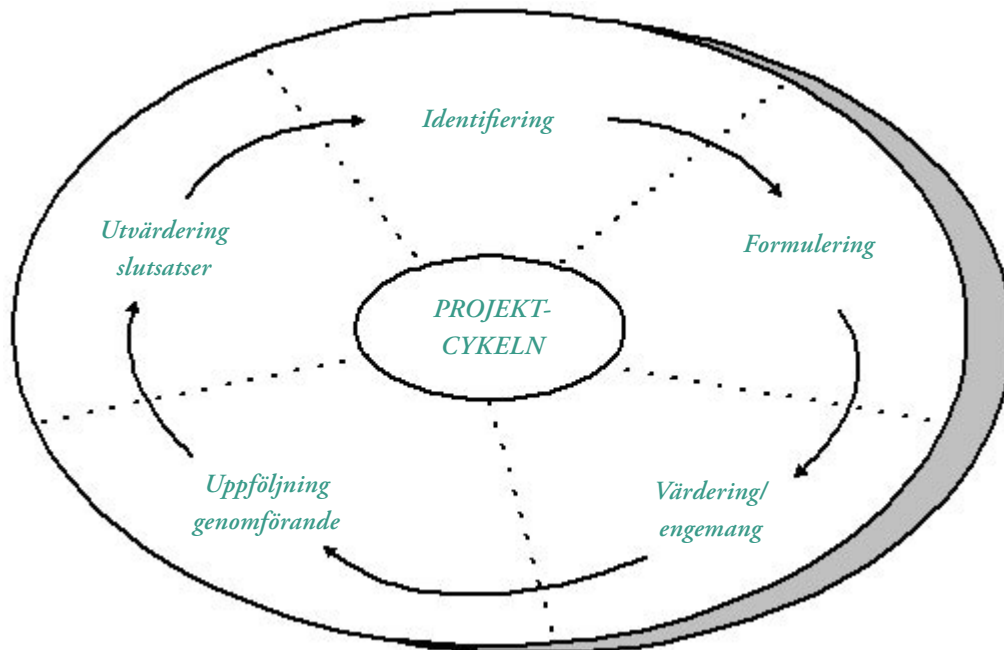 Identifiering
Formulering
Värdering/
engemang
Uppföljning
genomförande
Utvärdering
slutsatser
PROJEKT-
CYKELN